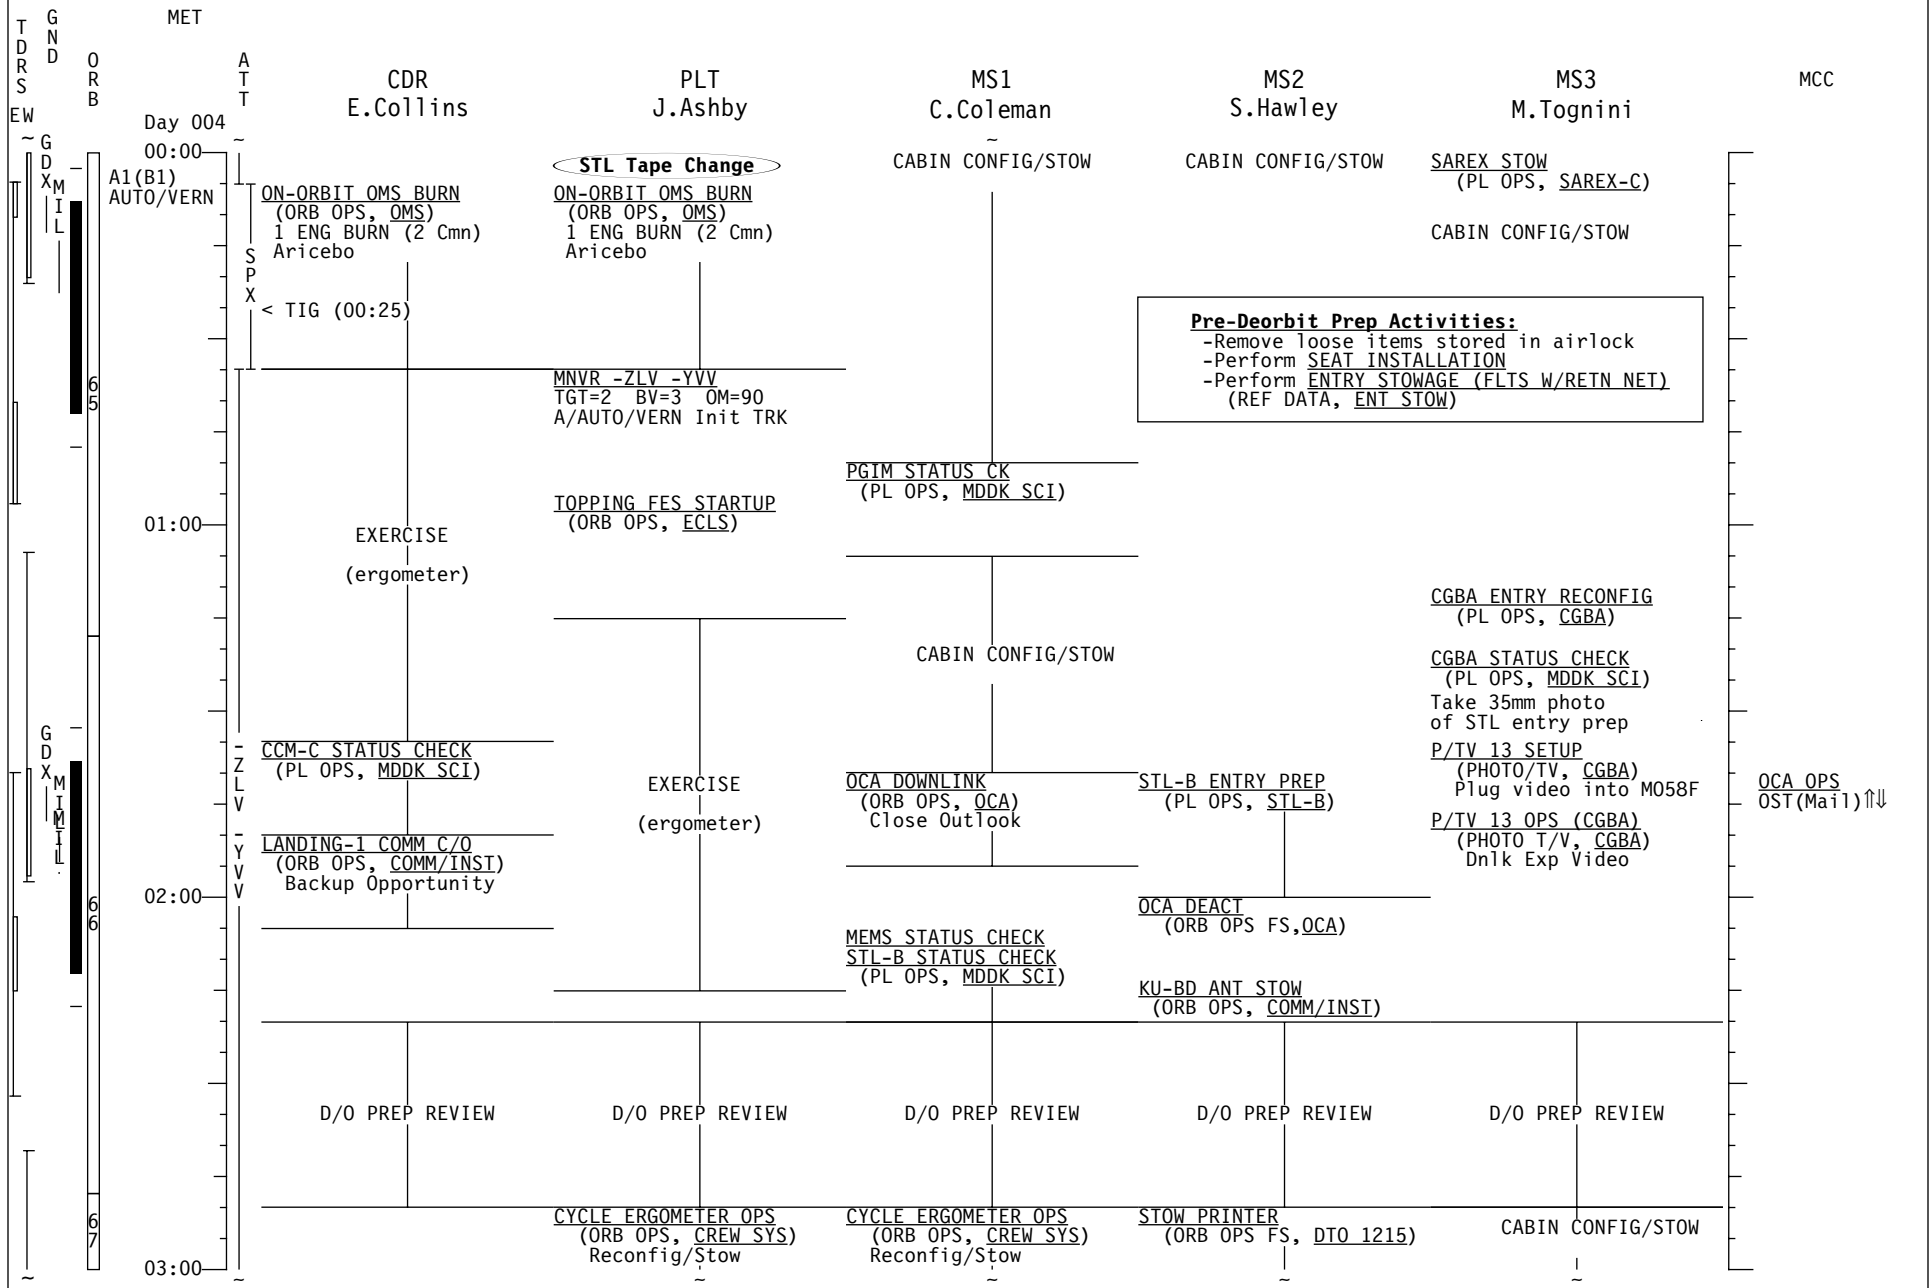 TDRS
GND
MET
ORB
ATT
CDR
E.Collins
PLT
J.Ashby
MS1
C.Coleman
MS2
S.Hawley
MS3
M.Tognini
MCC
EW
Day 004
~
~
~
GDX
MIL
00:00
A1(B1)
AUTO/VERN
SPX
ON-ORBIT OMS BURN
(ORB OPS, OMS)
1 ENG BURN (2 Cmn)
Aricebo
< TIG (00:25)
STL Tape Change
ON-ORBIT OMS BURN
(ORB OPS, OMS)
1 ENG BURN (2 Cmn)
Aricebo
CABIN CONFIG/STOW
CABIN CONFIG/STOW
SAREX STOW
(PL OPS, SAREX-C)
CABIN CONFIG/STOW
Pre-Deorbit Prep Activities:
-Remove loose items stored in airlock
-Perform SEAT INSTALLATION
-Perform ENTRY STOWAGE (FLTS W/RETN NET)
(REF DATA, ENT STOW)
65
MNVR -ZLV -YVV
TGT=2 BV=3 OM=90
A/AUTO/VERN Init TRK
PGIM STATUS CK
(PL OPS, MDDK SCI)
TOPPING FES STARTUP
(ORB OPS, ECLS)
01:00
EXERCISE
(ergometer)
CGBA ENTRY RECONFIG
(PL OPS, CGBA)
CABIN CONFIG/STOW
CGBA STATUS CHECK
(PL OPS, MDDK SCI)
Take 35mm photo
of STL entry prep
GDX
-ZLV
-YVV
CCM-C STATUS CHECK
(PL OPS, MDDK SCI)
P/TV 13 SETUP
(PHOTO/TV, CGBA)
Plug video into MO58F
EXERCISE
(ergometer)
OCA DOWNLINK
(ORB OPS, OCA)
Close Outlook
STL-B ENTRY PREP
(PL OPS, STL-B)
OCA OPS
OST(Mail)⇑⇓
P/TV 13 OPS (CGBA)
(PHOTO T/V, CGBA)
Dnlk Exp Video
LANDING-1 COMM C/O
(ORB OPS, COMM/INST)
Backup Opportunity
02:00
66
OCA DEACT
(ORB OPS FS,OCA)
MEMS STATUS CHECK
STL-B STATUS CHECK
(PL OPS, MDDK SCI)
KU-BD ANT STOW
(ORB OPS, COMM/INST)
D/O PREP REVIEW
D/O PREP REVIEW
D/O PREP REVIEW
D/O PREP REVIEW
D/O PREP REVIEW
67
CYCLE ERGOMETER OPS
(ORB OPS, CREW SYS)
Reconfig/Stow
CYCLE ERGOMETER OPS
(ORB OPS, CREW SYS)
Reconfig/Stow
STOW PRINTER
(ORB OPS FS, DTO 1215)
CABIN CONFIG/STOW
03:00
~
~
~
~
~
~